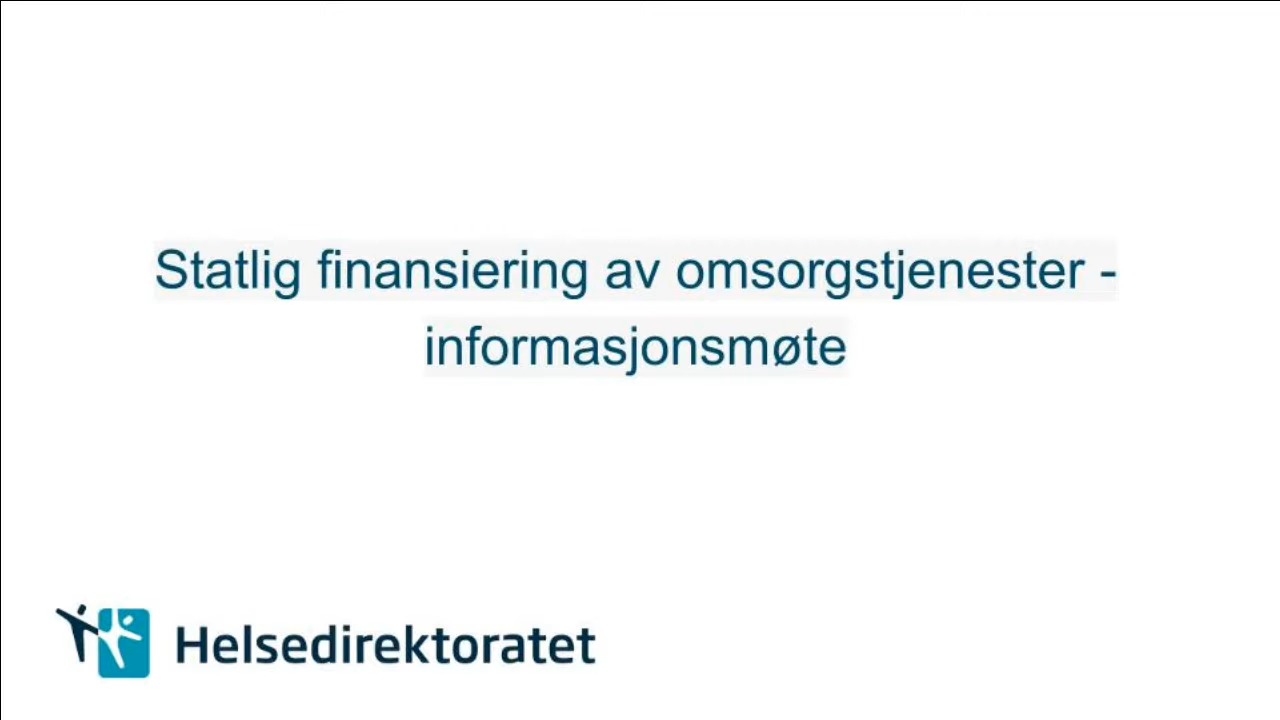 Statlig finansiering av omsorgstjenester -
informasjonsmøte
Helsedirektoratet